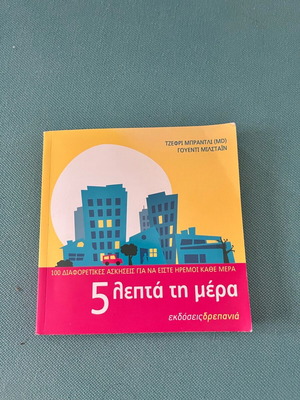 ΤΖΕΦΡΙ ΜΠΡΑΝΤΛΙ (MD)
ΓΟΥΕΝΤΙ ΜΙΛΣΤΑΪΝ
100 ΔΙΑΦΟΡΕΤΙΚΕΣ ΑΣΚΗΣΕΙΣ ΓΙΑ ΝΑ ΕΙΣΤΕ ΗΡΕΜΟΙ ΚΑΘΕ ΜΕΡΑ
5 λεπτά τη μέρα
εκδόσειςδρεπανιά